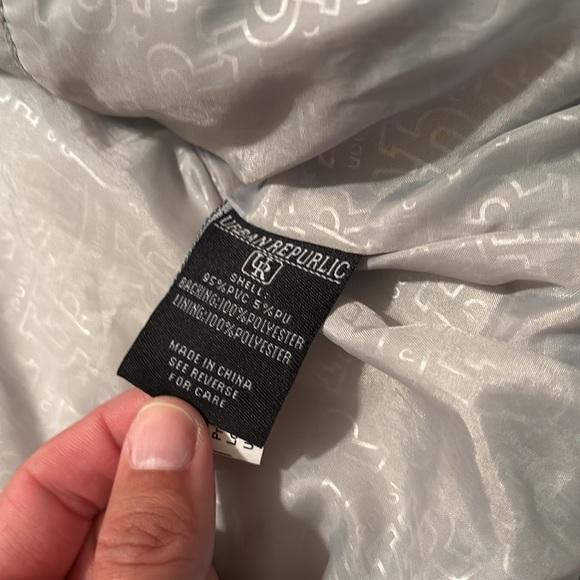 URBAN REPUBLIC
UR
SHELL:
95%PVC 5%PU
BACKING:100%POLYESTER
LINING:100%POLYESTER
MADE IN CHINA
SEE REVERSE
FOR CARE